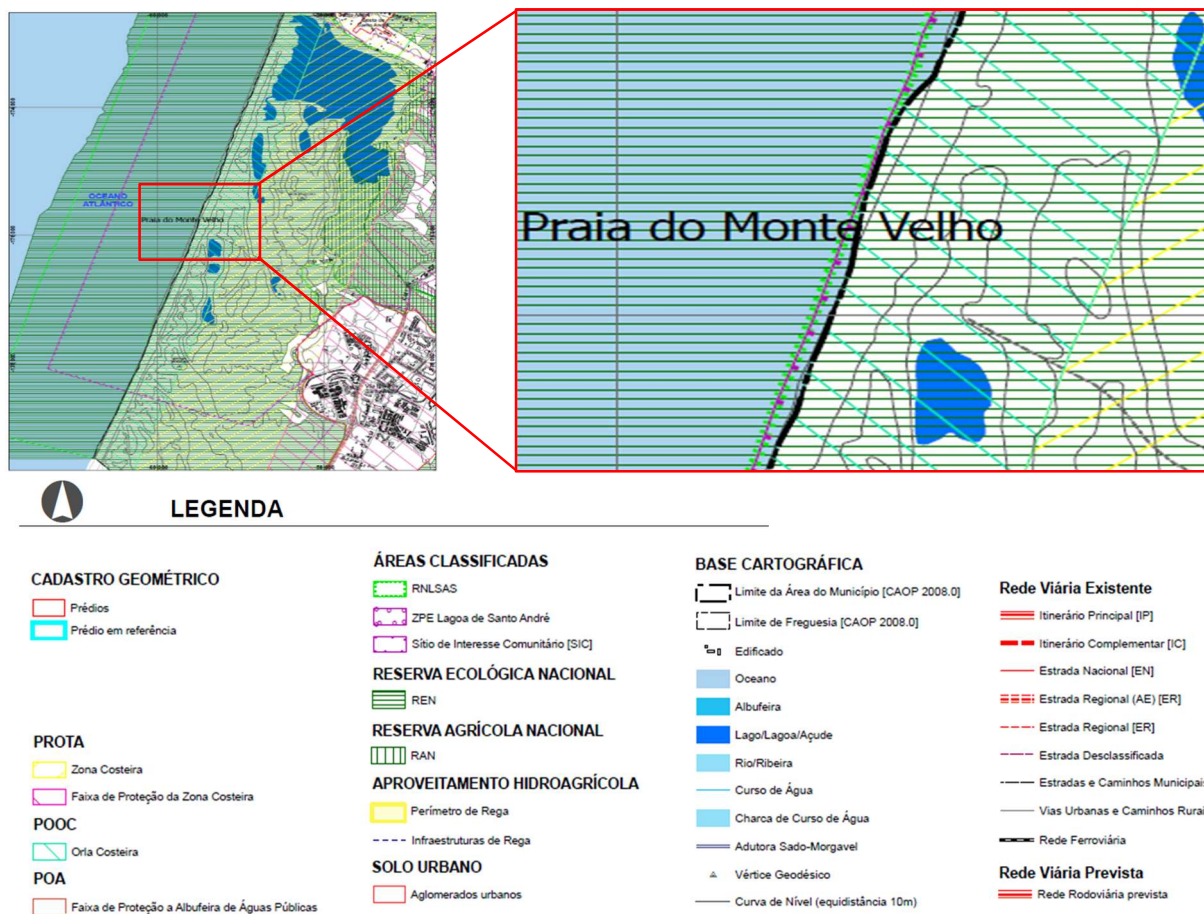 OCEANO
ATLÂNTICO
Praia do Monte Velho
Praia do Monte Velho
LEGENDA
CADASTRO GEOMÉTRICO
Prédios
Prédio em referência
PROTA
Zona Costeira
Faixa de Proteção da Zona Costeira
POOC
Orla Costeira
POA
Faixa de Proteção a Albufeira de Águas Públicas
ÁREAS CLASSIFICADAS
RNLSAS
ZPE Lagoa de Santo André
Sítio de Interesse Comunitário [SIC]
RESERVA ECOLÓGICA NACIONAL
REN
RESERVA AGRÍCOLA NACIONAL
RAN
APROVEITAMENTO HIDROAGRÍCOLA
Perímetro de Rega
Infraestruturas de Rega
SOLO URBANO
Aglomerados urbanos
BASE CARTOGRÁFICA
Limite da Área do Município [CAOP 2008.0]
Limite de Freguesia [CAOP 2008.0]
Edificado
Oceano
Albufeira
Lago/Lagoa/Açude
Rio/Ribeira
Curso de Água
Charca de Curso de Água
Adutora Sado-Morgavel
Vértice Geodésico
Curva de Nível (equidistância 10m)
Rede Viária Existente
Itinerário Principal [IP]
Itinerário Complementar [IC]
Estrada Nacional [EN]
Estrada Regional (AE) [ER]
Estrada Regional [ER]
Estrada Desclassificada
Estradas e Caminhos Municipais
Vias Urbanas e Caminhos Rurai
Rede Ferroviária
Rede Viária Prevista
Rede Rodoviária prevista